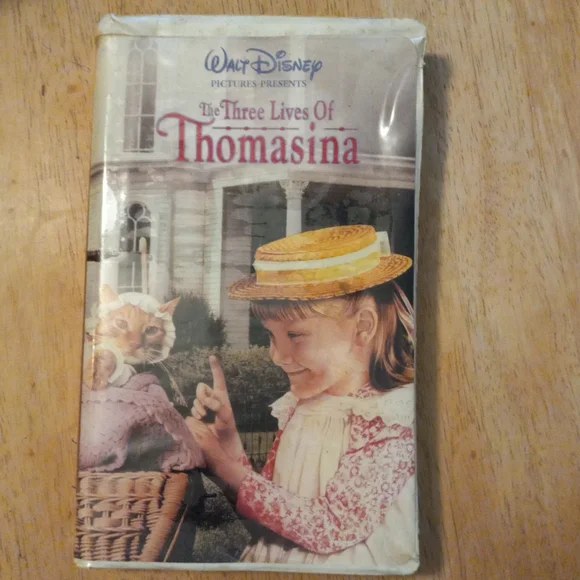 Walt Disney
PICTURES PRESENTS
The Three Lives Of
Thomasina